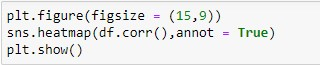 plt.figure(figsize = (15,9))
sns.heatmap(df.corr(),annot = True)
plt.show()